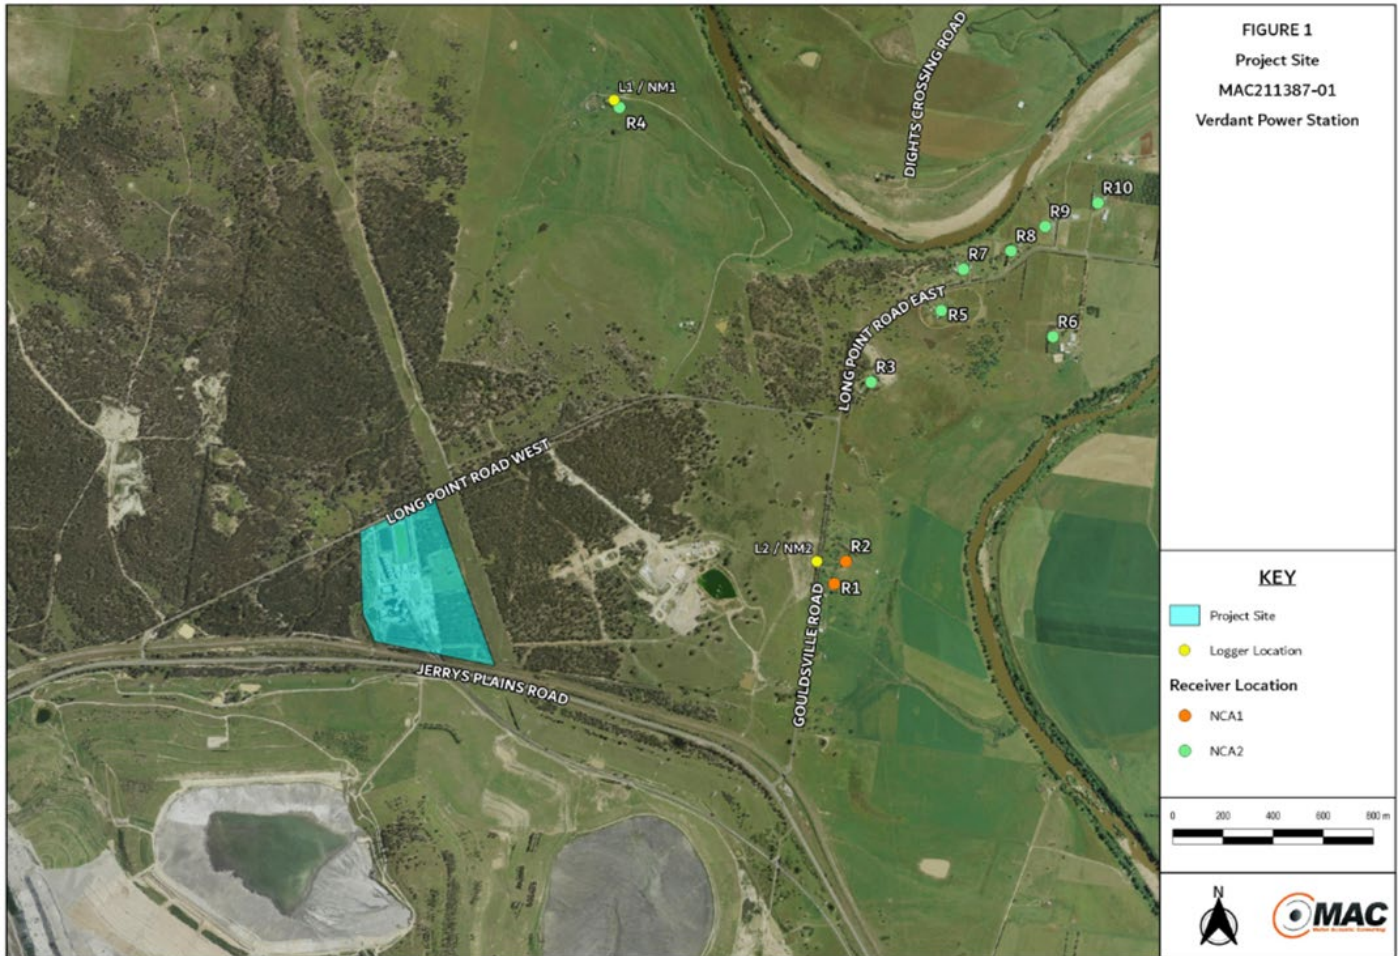 FIGURE 1
Project Site
MAC211387-01
Verdant Power Station
DIGHTS CROSSING ROAD
L1 / NM1
R4
R10
R9
R8
R7
LONG POINT ROAD EAST
R5
R6
R3
LONG POINT ROAD WEST
L2 / NM2
R2
R1
GOULDSVILLE ROAD
JERRYS PLAINS ROAD
KEY
Project Site
Logger Location
Receiver Location
NCA1
NCA2
0 200 400 600 800 m
N
MAC